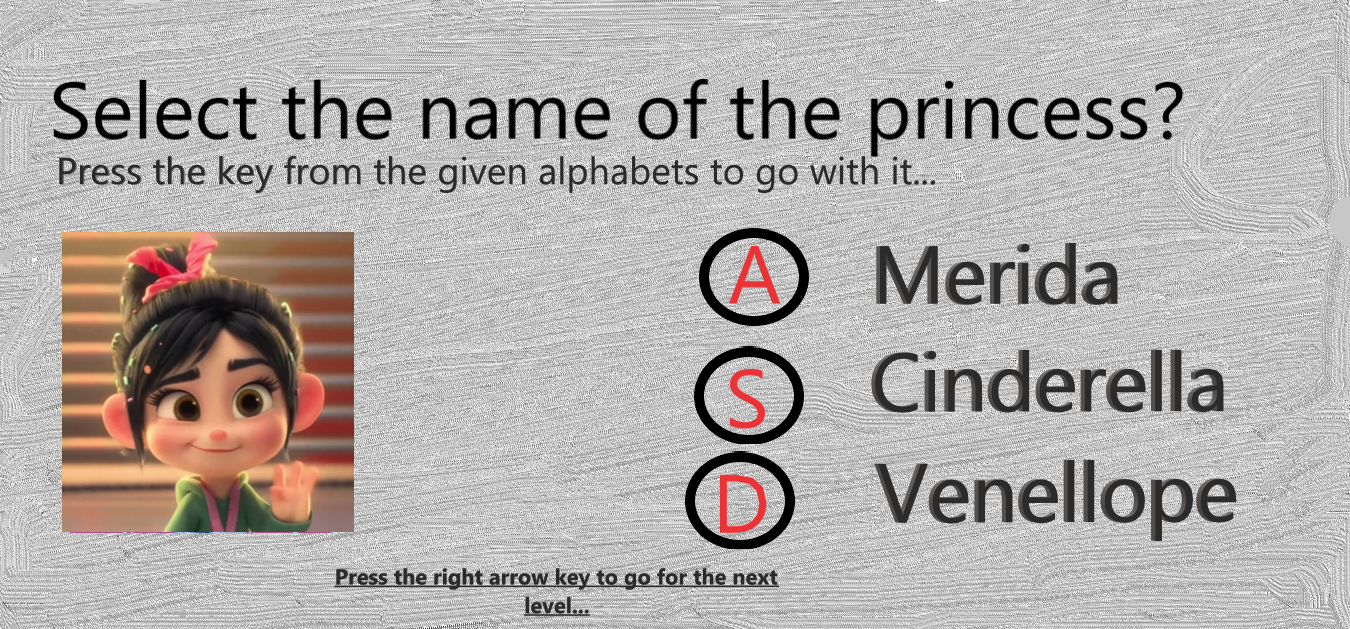 Select the name of the princess?
Press the key from the given alphabets to go with it...
A Merida
S Cinderella
D Venellope
Press the right arrow key to go for the next
level...